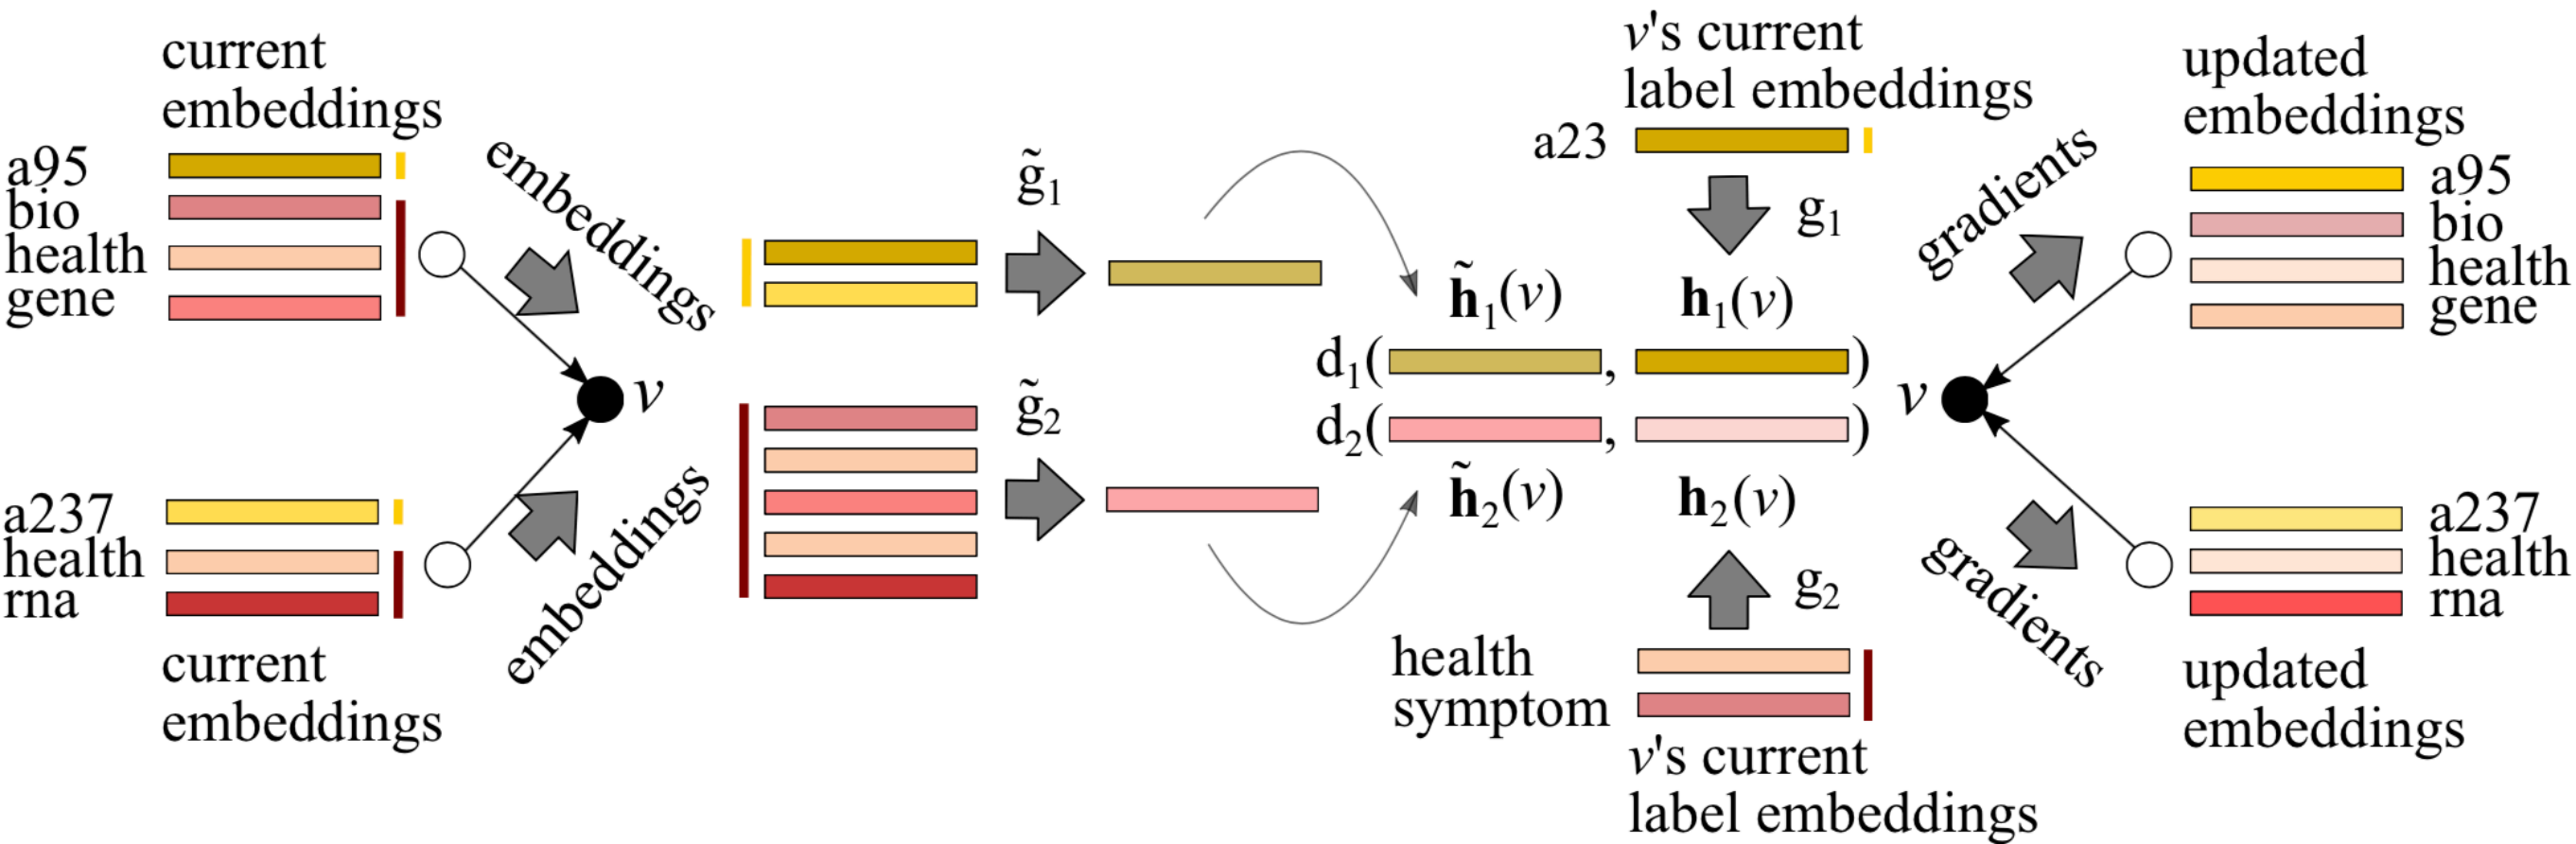 current
embeddings
a95
bio
health
gene
embeddings
v
a237
health
rna
current
embeddings
embeddings
g̃₁
g̃₂
v's current
label embeddings
a23
g₁
h̃₁(v)
h₁(v)
d₁( , )
d₂( , )
h̃₂(v)
h₂(v)
g₂
health
symptom
v's current
label embeddings
gradients
updated
embeddings
a95
bio
health
gene
v
gradients
a237
health
rna
updated
embeddings